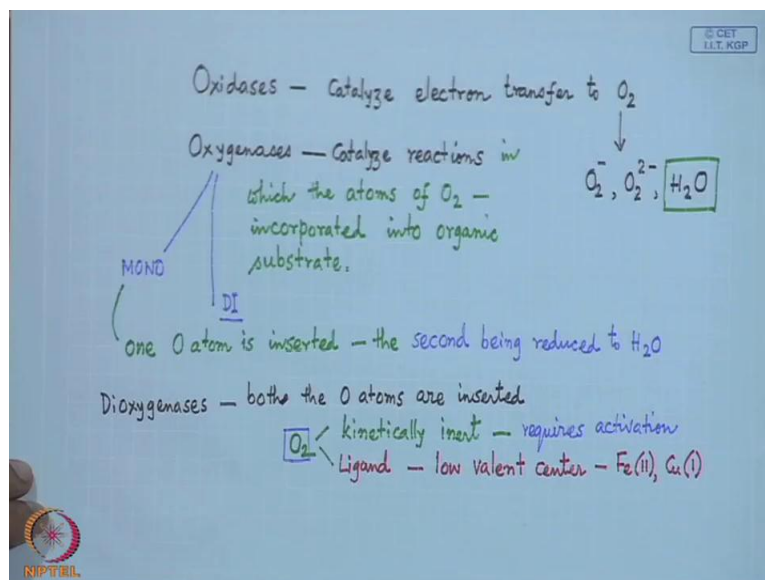 © CET
I.I.T. KGP
Oxidases — Catalyze electron transfer to O₂
Oxygenases — Catalyze reactions in
which the atoms of O₂ —
incorporated into organic
substrate.
O₂⁻, O₂²⁻, H₂O
MONO
DI
one O atom is inserted — the second being reduced to H₂O
Dioxygenases — both the O atoms are inserted
O₂ kinetically inert — requires activation
Ligand — low valent center — Fe(II), Cu(I)
NPTEL